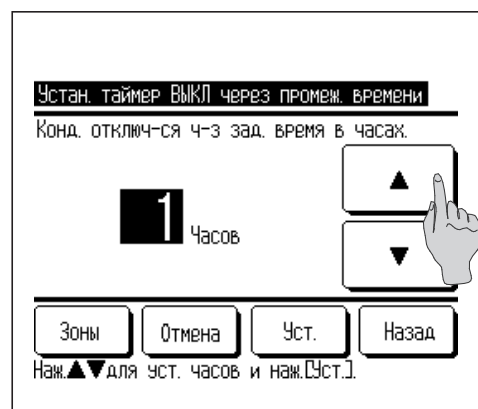 Устан. таймер ВЫКЛ через промеж. времени
Конд. отключ-ся ч-з зад. время в часах.
▲
1 Часов
▼
Зоны Отмена Уст. Назад
Наж.▲▼для уст. часов и наж.[Уст.].